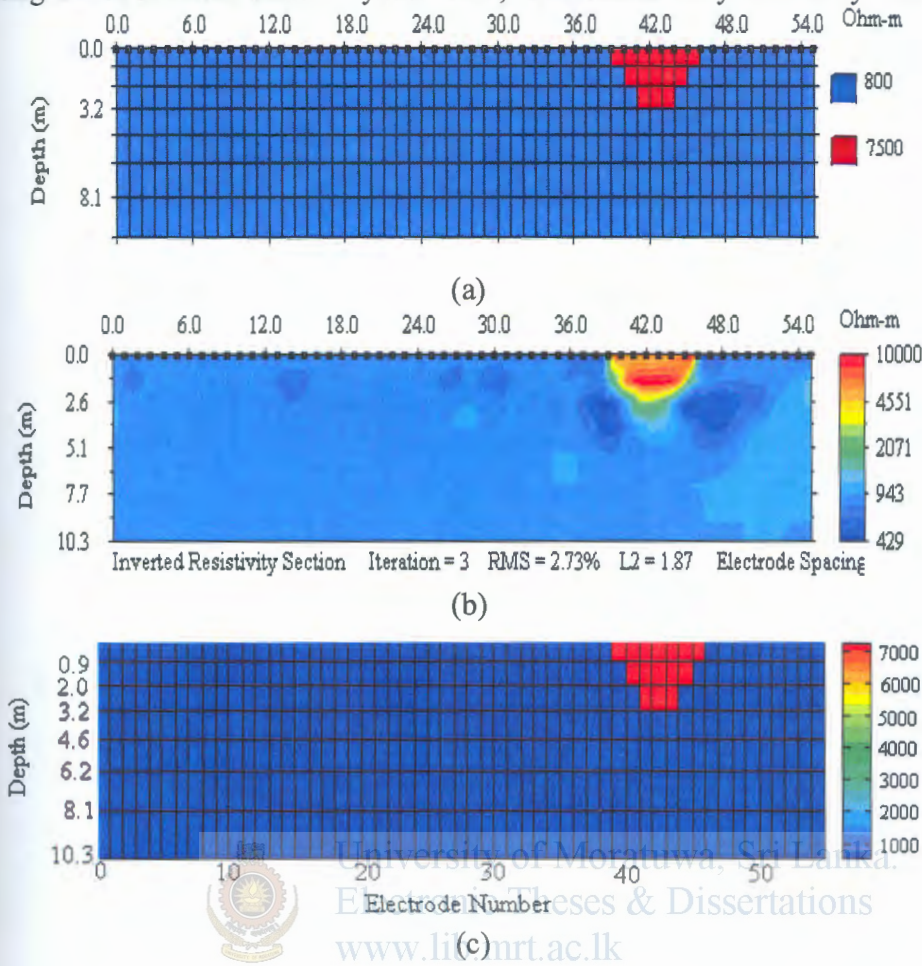 0.0 6.0 12.0 18.0 24.0 30.0 36.0 42.0 48.0 54.0 Ohm-m
0.0
3.2
8.1
Depth (m)
800
7500
(a)
0.0 6.0 12.0 18.0 24.0 30.0 36.0 42.0 48.0 54.0 Ohm-m
0.0
2.6
5.1
7.7
10.3
Depth (m)
10000
4551
2071
943
429
Inverted Resistivity Section Iteration = 3 RMS = 2.73% L2 = 1.87 Electrode Spacing
(b)
0.9
2.0
3.2
4.6
6.2
8.1
10.3
Depth (m)
7000
6000
5000
4000
3000
2000
1000
0 10 20 30 40 50
Electrode Number
University of Moratuwa, Sri Lanka.
Electronic Theses & Dissertations
www.lib.mrt.ac.lk
(c)